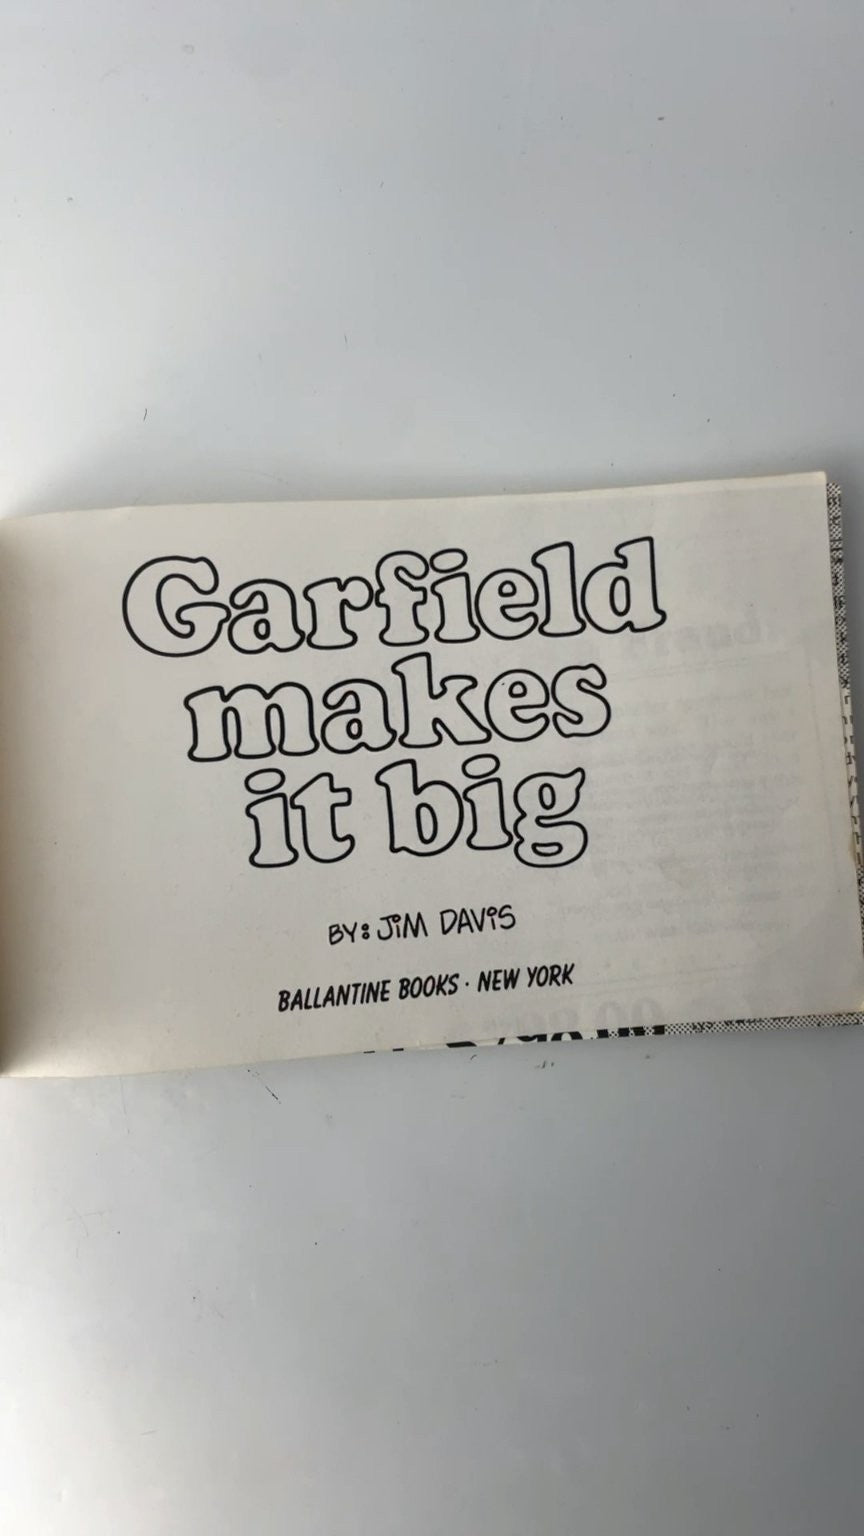 Garfield
makes
it big
BY: JIM DAVIS
BALLANTINE BOOKS · NEW YORK